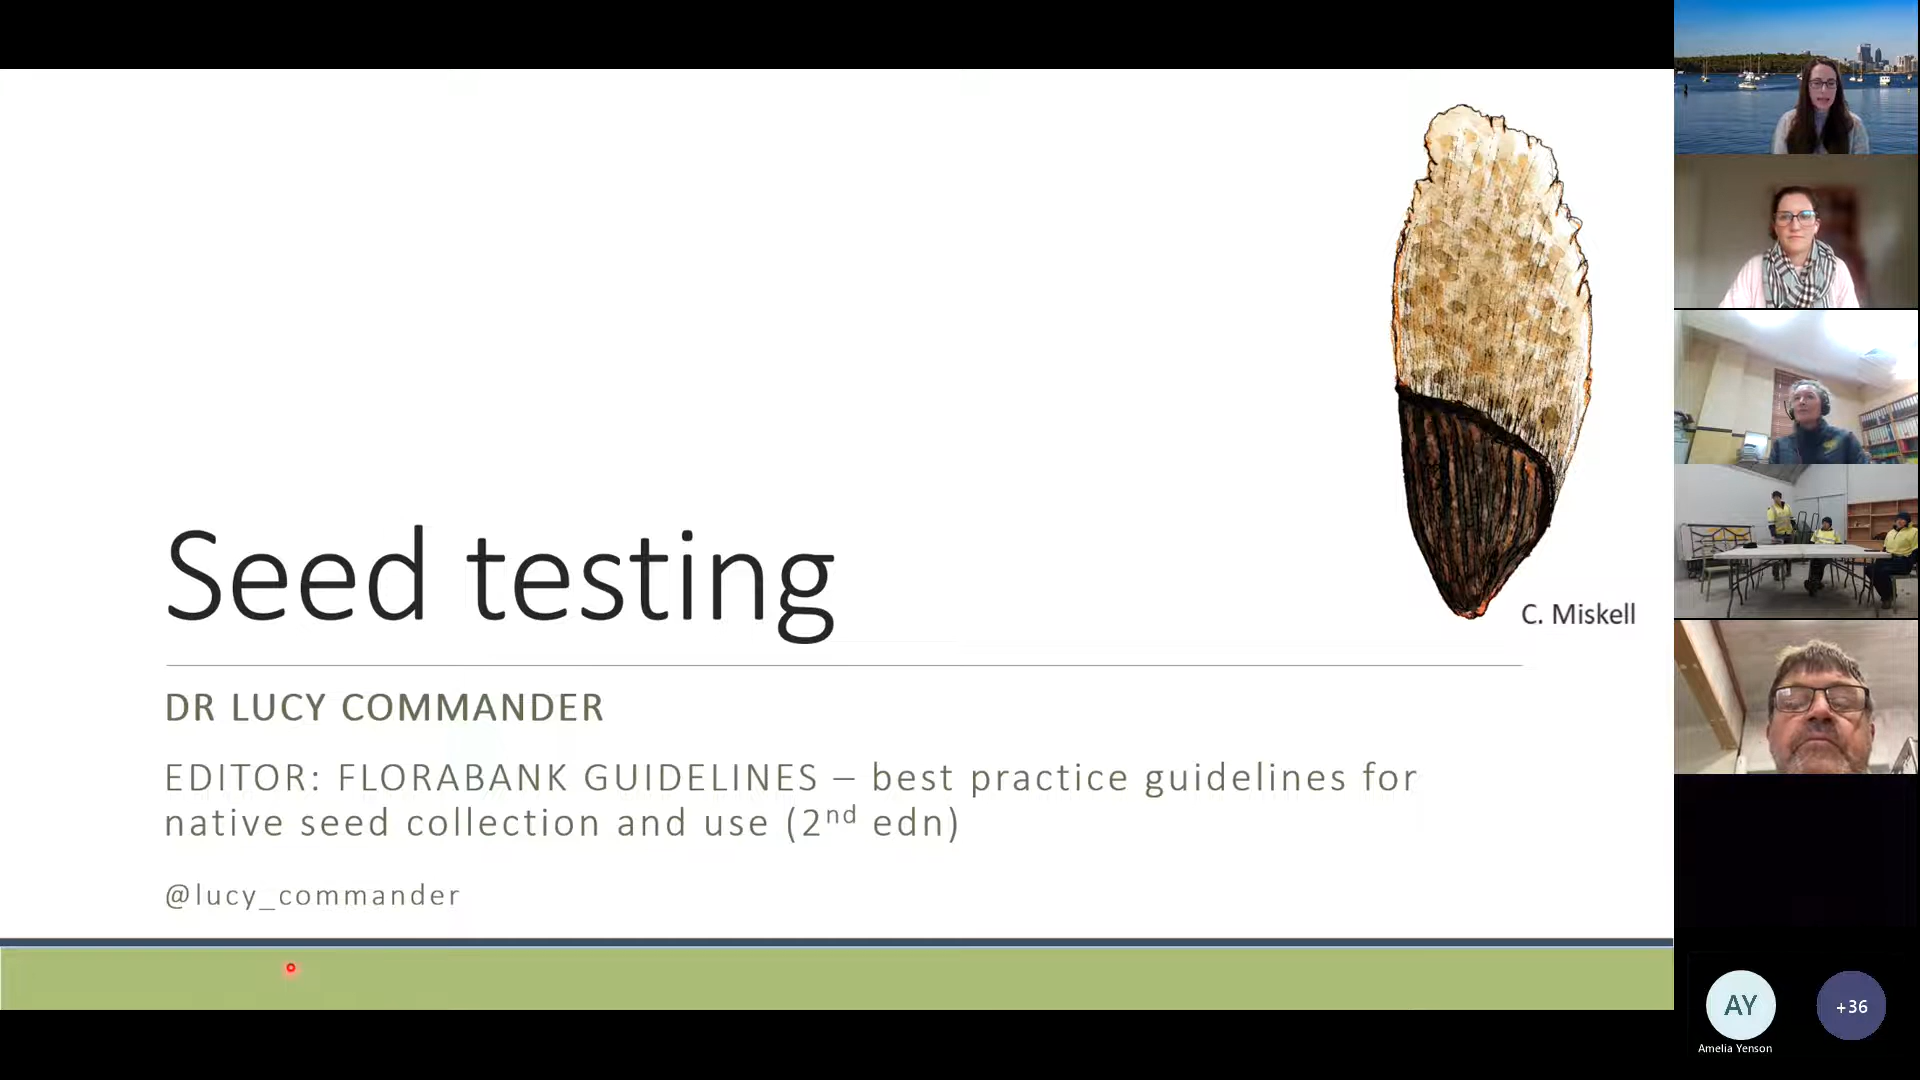 Seed testing
C. Miskell
DR LUCY COMMANDER
EDITOR: FLORABANK GUIDELINES – best practice guidelines for
native seed collection and use (2nd edn)
@lucy_commander
AY
+36
Amelia Yenson